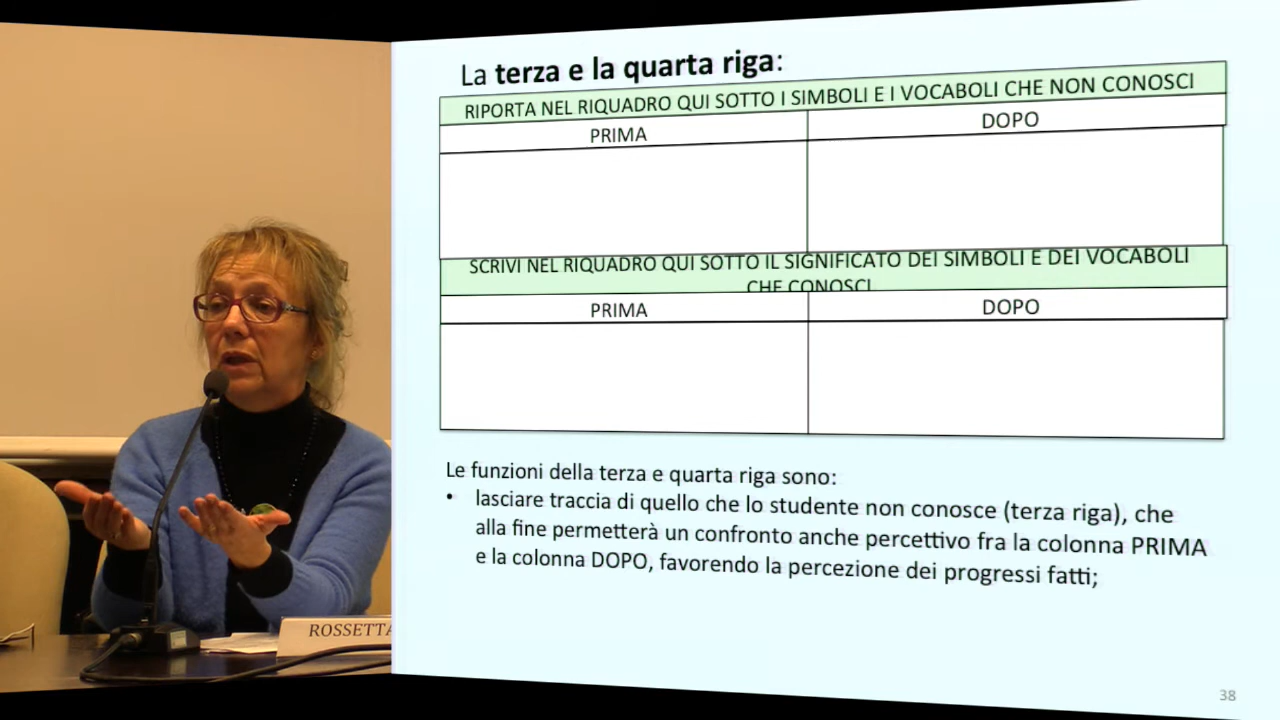 La terza e la quarta riga:
RIPORTA NEL RIQUADRO QUI SOTTO I SIMBOLI E I VOCABOLI CHE NON CONOSCI
PRIMA DOPO
SCRIVI NEL RIQUADRO QUI SOTTO IL SIGNIFICATO DEI SIMBOLI E DEI VOCABOLI
CHE CONOSCI
PRIMA DOPO
Le funzioni della terza e quarta riga sono:
• lasciare traccia di quello che lo studente non conosce (terza riga), che
alla fine permetterà un confronto anche percettivo fra la colonna PRIMA
e la colonna DOPO, favorendo la percezione dei progressi fatti;
ROSSETTA
38